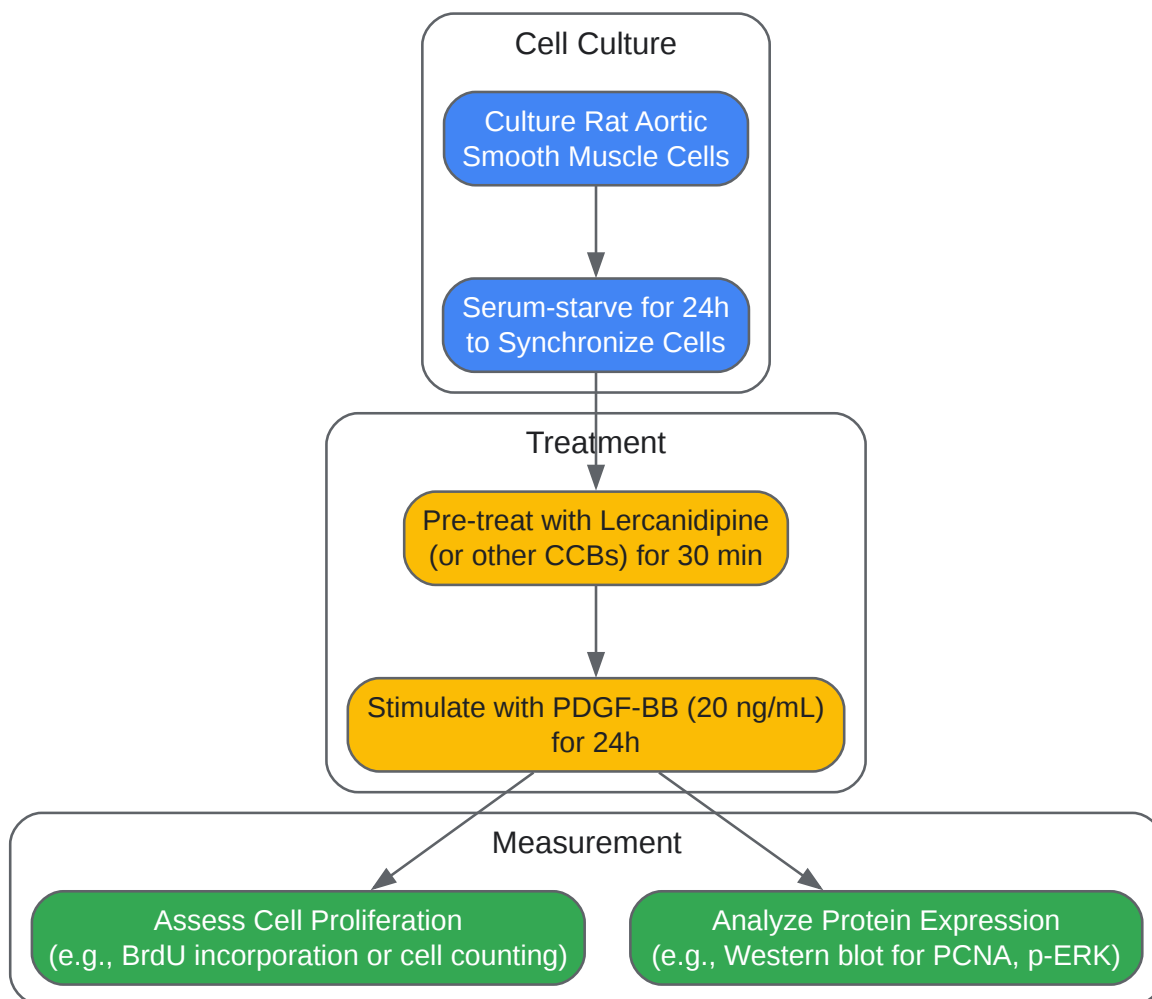 Cell Culture
Culture Rat Aortic
Smooth Muscle Cells
Serum-starve for 24h
to Synchronize Cells
Treatment
Pre-treat with Lercanidipine
(or other CCBs) for 30 min
Stimulate with PDGF-BB (20 ng/mL)
for 24h
Measurement
Assess Cell Proliferation
(e.g., BrdU incorporation or cell counting)
Analyze Protein Expression
(e.g., Western blot for PCNA, p-ERK)